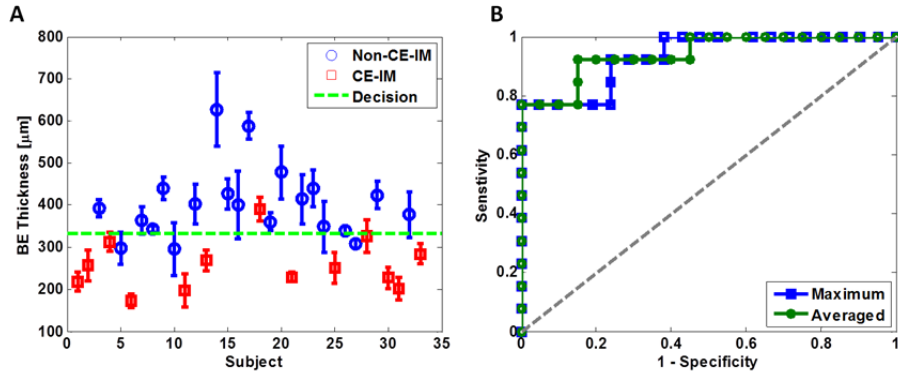 A
B
800
700
600
500
400
300
200
100
BE Thickness [μm]
0 5 10 15 20 25 30 35
Subject
Non-CE-IM
CE-IM
Decision
1
0.8
0.6
0.4
0.2
0
Senstivity
0 0.2 0.4 0.6 0.8 1
1 - Specificity
Maximum
Averaged